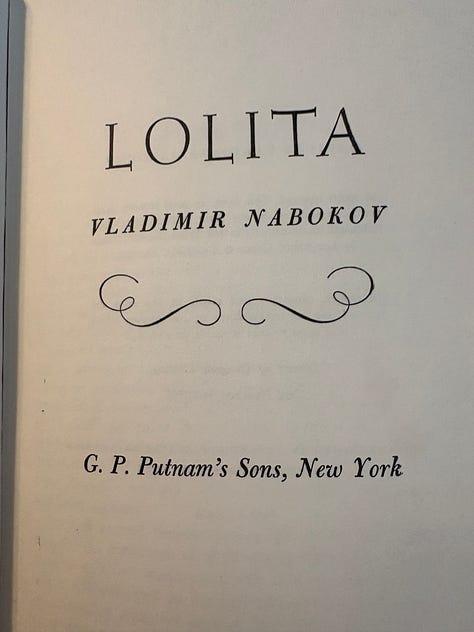 LOLITA
VLADIMIR NABOKOV
G. P. Putnam's Sons, New York